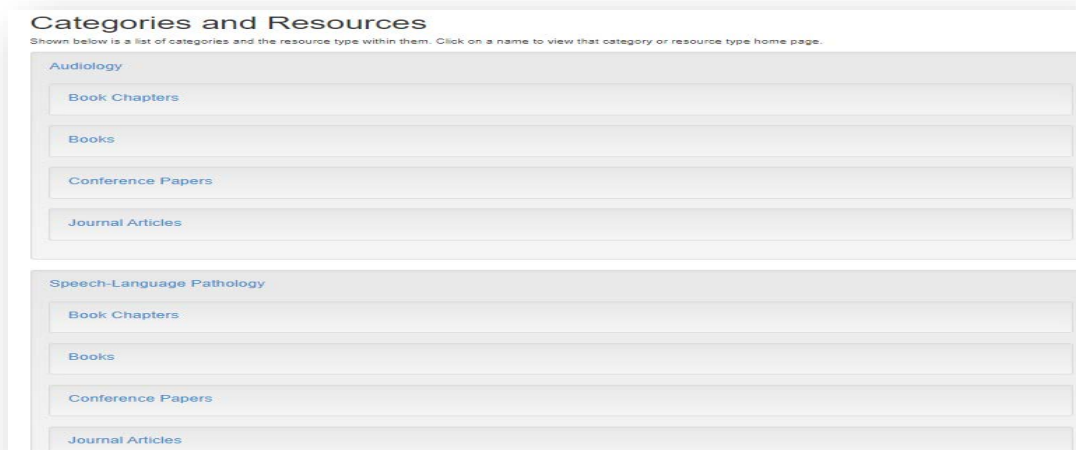 Categories and Resources
Shown below is a list of categories and the resource type within them. Click on a name to view that category or resource type home page.
Audiology
Book Chapters
Books
Conference Papers
Journal Articles
Speech-Language Pathology
Book Chapters
Books
Conference Papers
Journal Articles